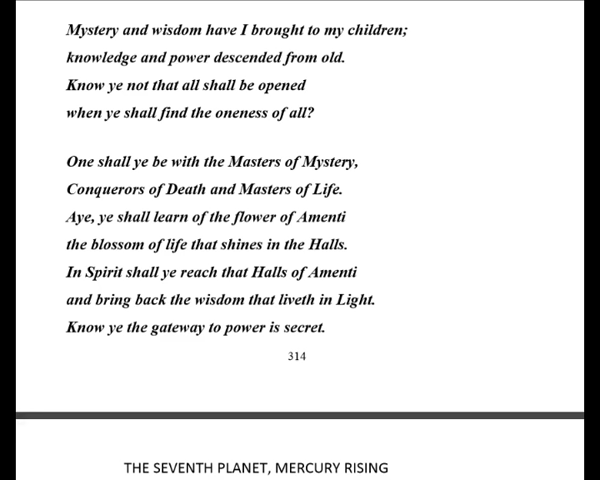 Mystery and wisdom have I brought to my children;
knowledge and power descended from old.
Know ye not that all shall be opened
when ye shall find the oneness of all?
One shall ye be with the Masters of Mystery,
Conquerors of Death and Masters of Life.
Aye, ye shall learn of the flower of Amenti
the blossom of life that shines in the Halls.
In Spirit shall ye reach that Halls of Amenti
and bring back the wisdom that liveth in Light.
Know ye the gateway to power is secret.
314
THE SEVENTH PLANET, MERCURY RISING